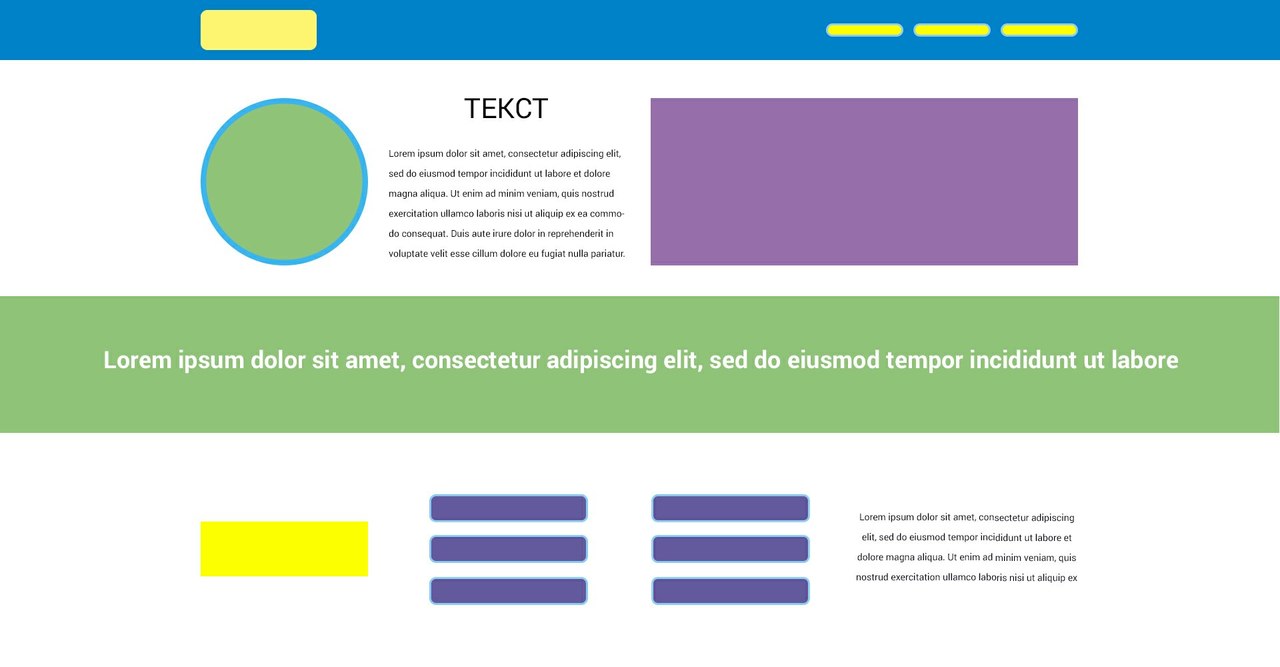 ТЕКСТ
Lorem ipsum dolor sit amet, consectetur adipiscing elit,
sed do eiusmod tempor incididunt ut labore et dolore
magna aliqua. Ut enim ad minim veniam, quis nostrud
exercitation ullamco laboris nisi ut aliquip ex ea commo-
do consequat. Duis aute irure dolor in reprehenderit in
voluptate velit esse cillum dolore eu fugiat nulla pariatur.
Lorem ipsum dolor sit amet, consectetur adipiscing elit, sed do eiusmod tempor incididunt ut labore
Lorem ipsum dolor sit amet, consectetur adipiscing
elit, sed do eiusmod tempor incididunt ut labore et
dolore magna aliqua. Ut enim ad minim veniam, quis
nostrud exercitation ullamco laboris nisi ut aliquip ex